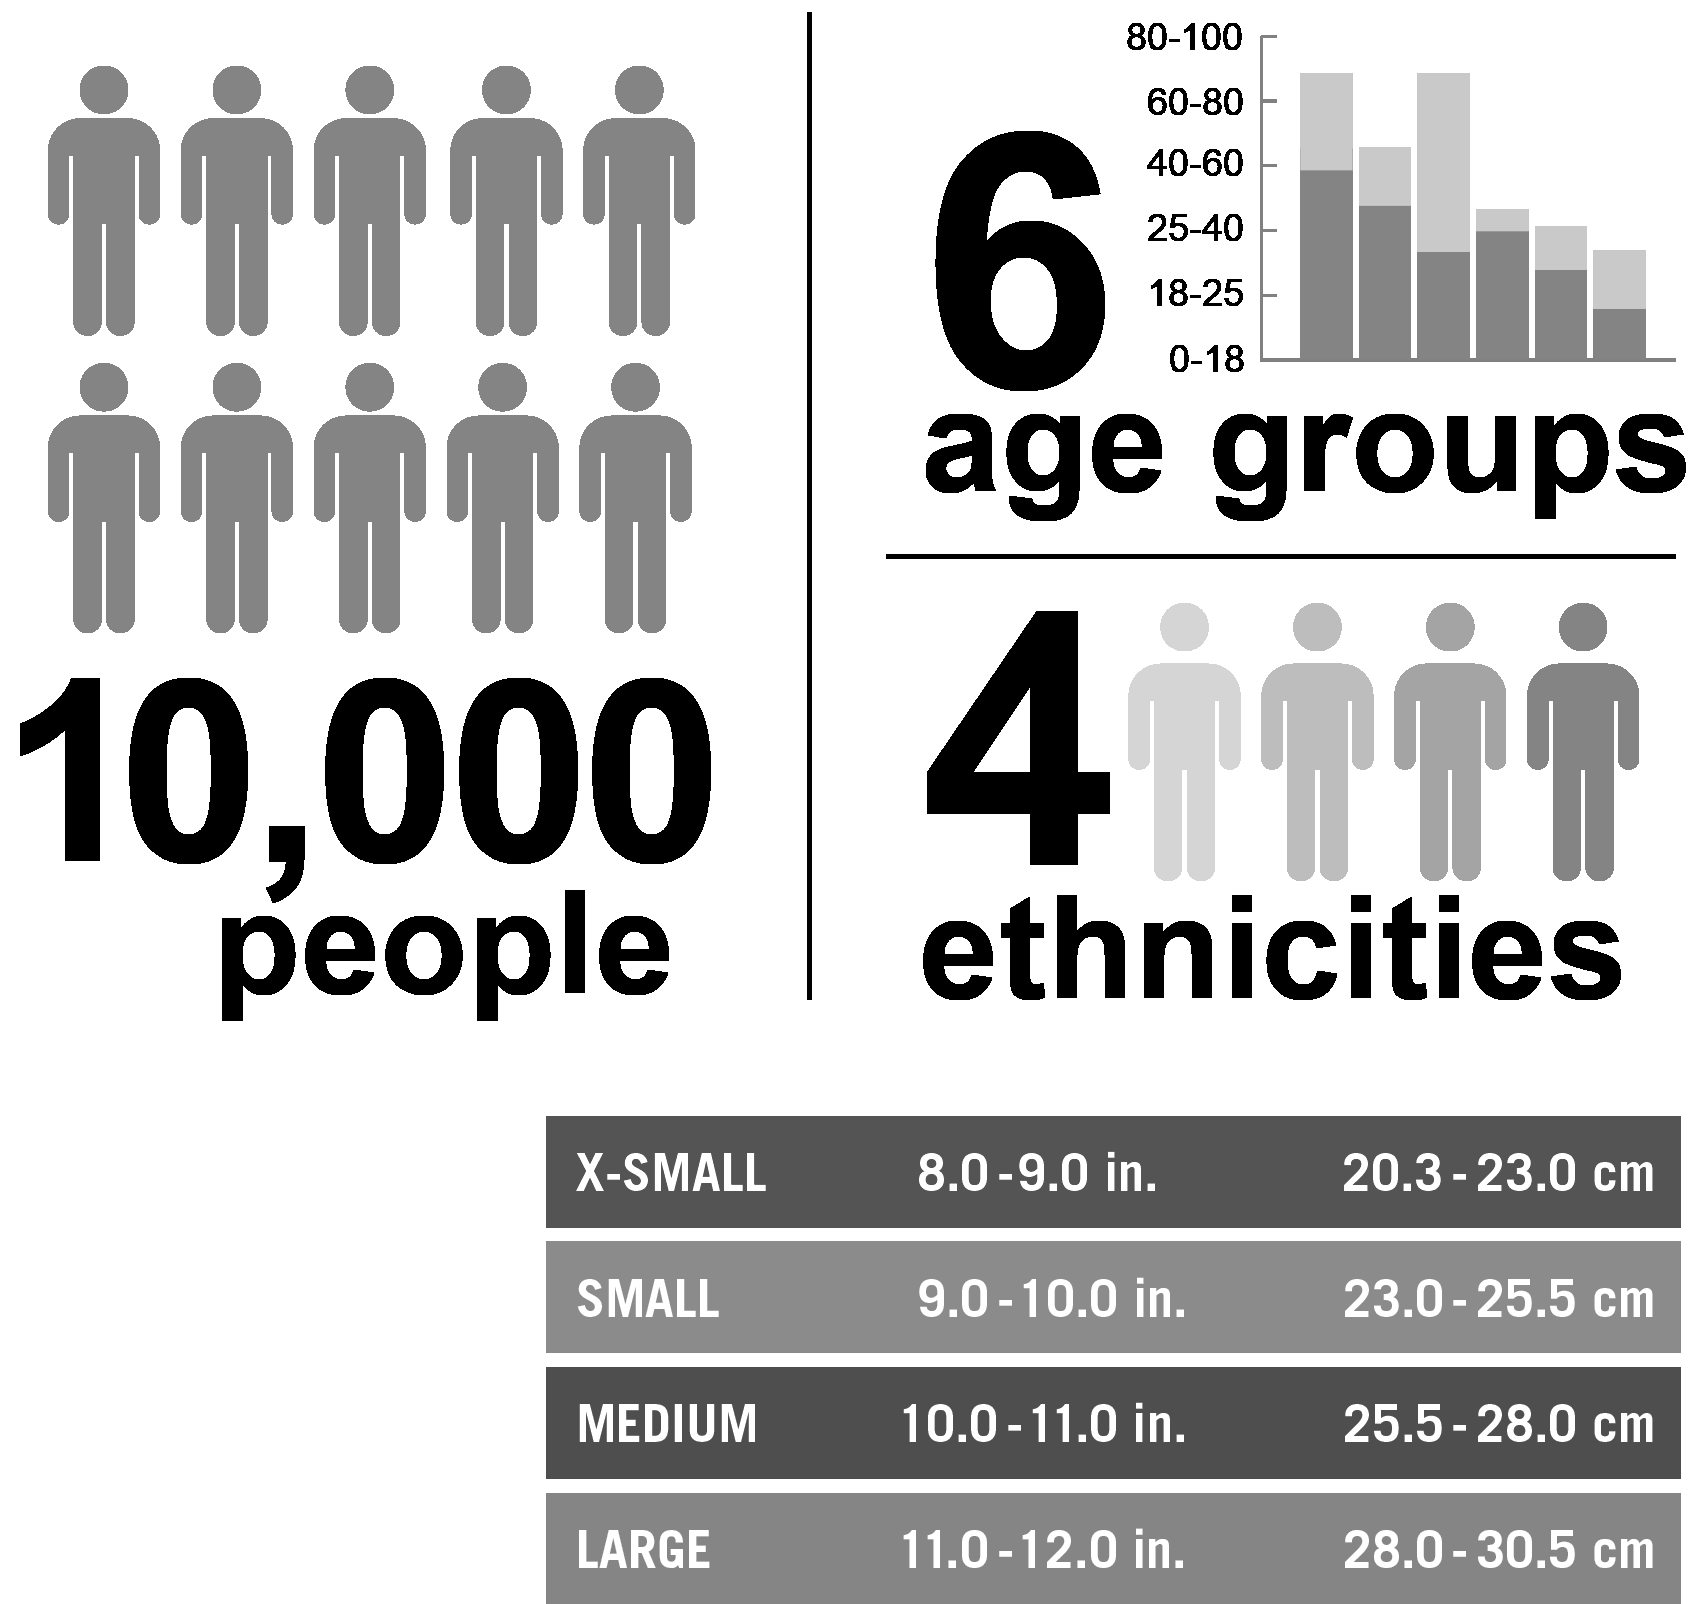 10,000
people
6
80-100
60-80
40-60
25-40
18-25
0-18
age groups
4
ethnicities
X-SMALL 8.0-9.0 in. 20.3-23.0 cm
SMALL 9.0-10.0 in. 23.0-25.5 cm
MEDIUM 10.0-11.0 in. 25.5-28.0 cm
LARGE 11.0-12.0 in. 28.0-30.5 cm